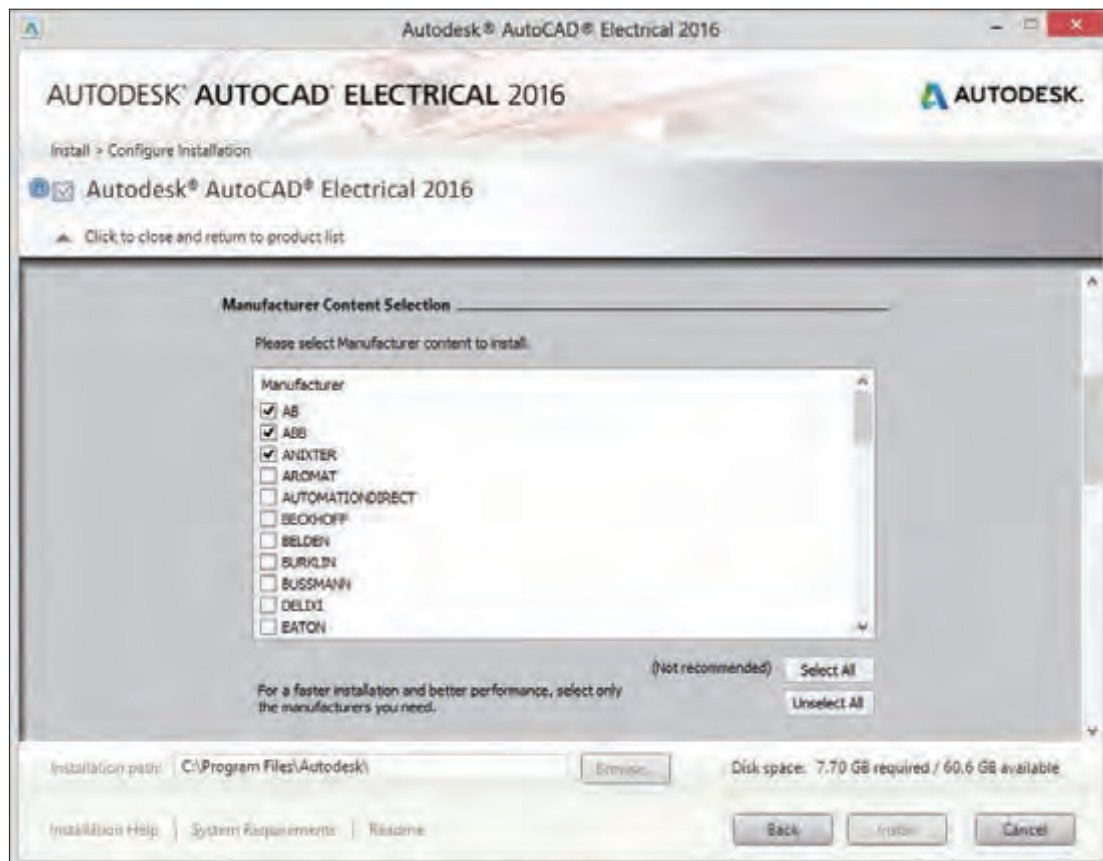 Autodesk® AutoCAD® Electrical 2016
AUTODESK® AUTOCAD® ELECTRICAL 2016
AUTODESK.
Install > Configure Installation
Autodesk® AutoCAD® Electrical 2016
Click to close and return to product list
Manufacturer Content Selection
Please select Manufacturer content to install.
Manufacturer
AB
ABB
ANIXTER
AROMAT
AUTOMATIONDIRECT
BECKHOFF
BELDEN
BURKLIN
BUSSMANN
DELIXI
EATON
(Not recommended) Select All
For a faster installation and better performance, select only
the manufacturers you need.
Unselect All
Installation path: C:\Program Files\Autodesk\ Browse... Disk space: 7.70 GB required / 60.6 GB available
Installation Help | System Requirements | Readme Back Install Cancel